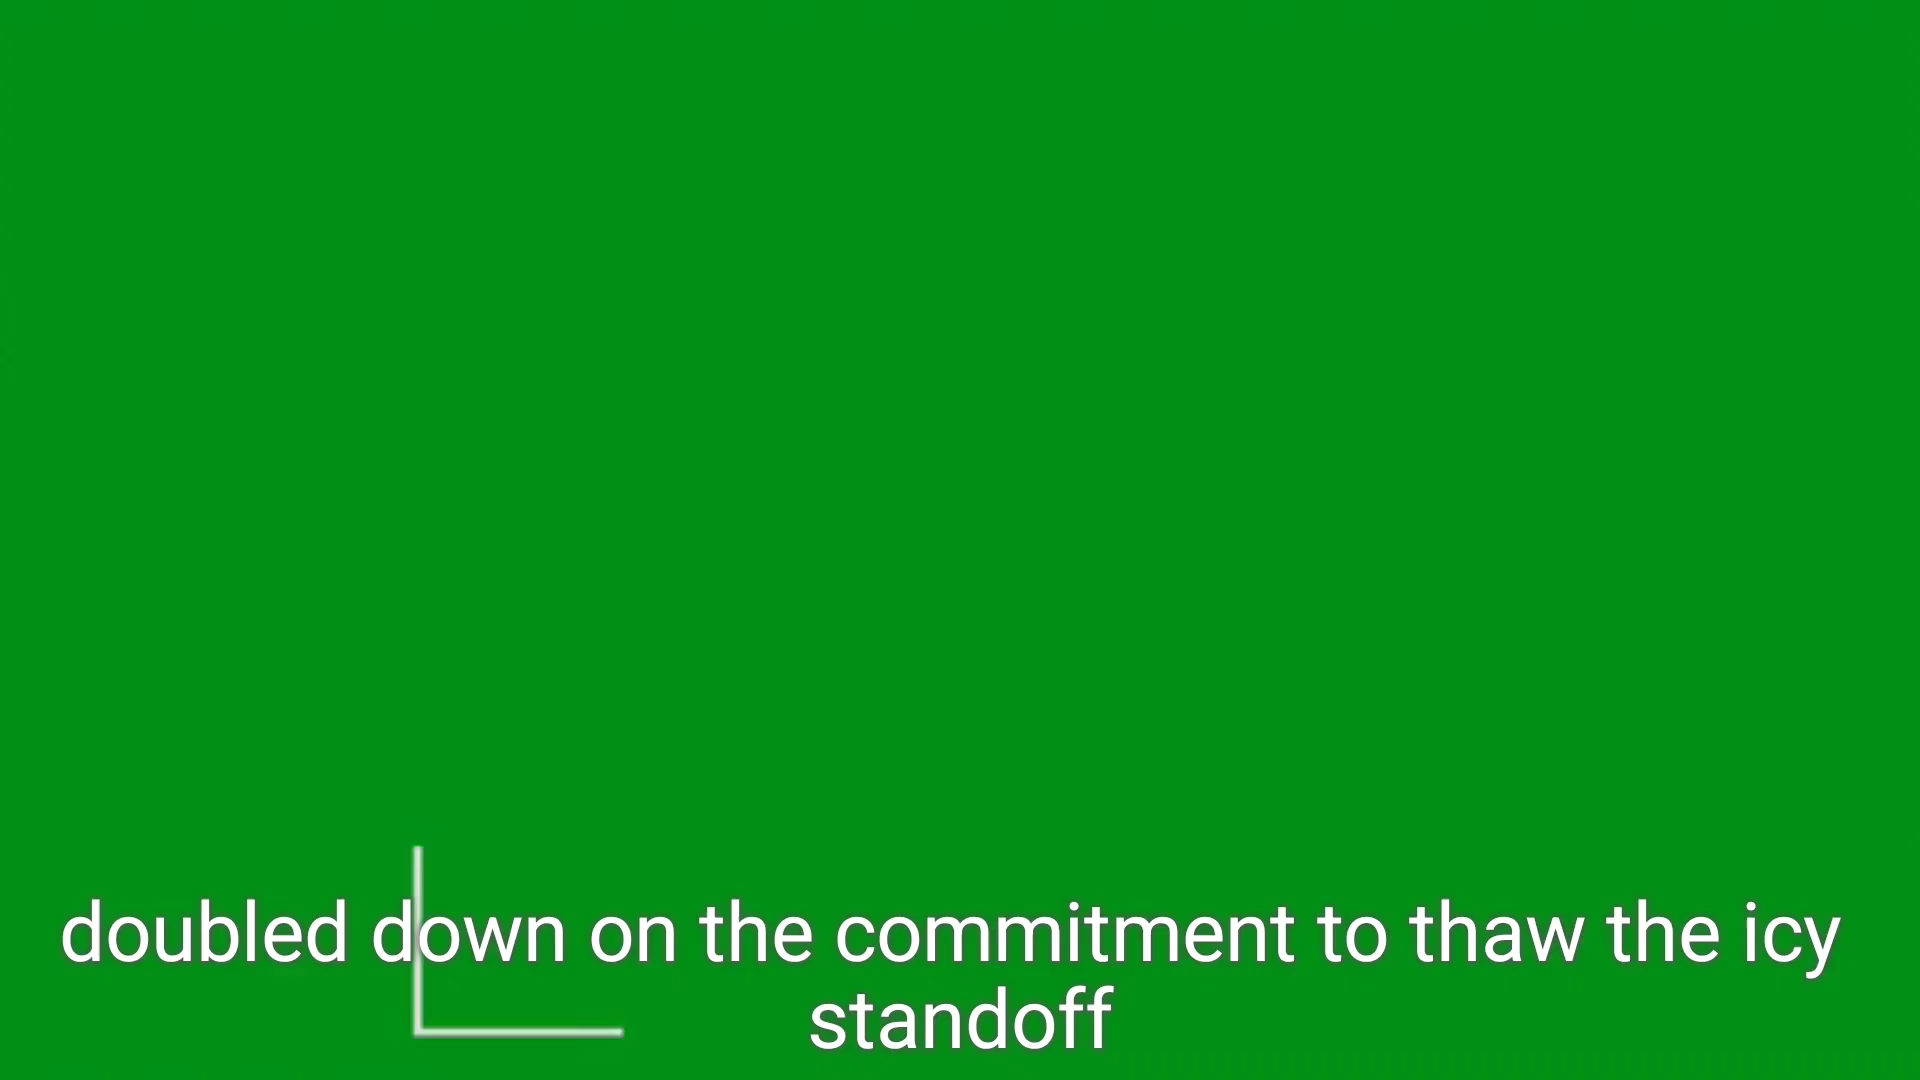 doubled down on the commitment to thaw the icy
standoff